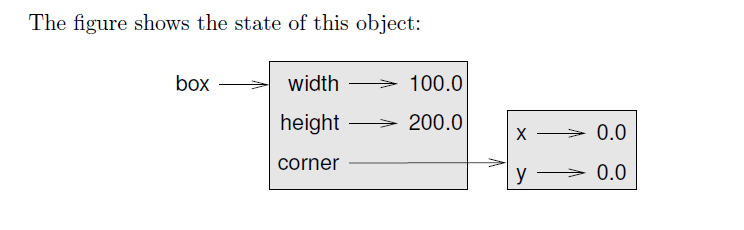 The figure shows the state of this object:
box
width 100.0
height 200.0
corner
x 0.0
y 0.0